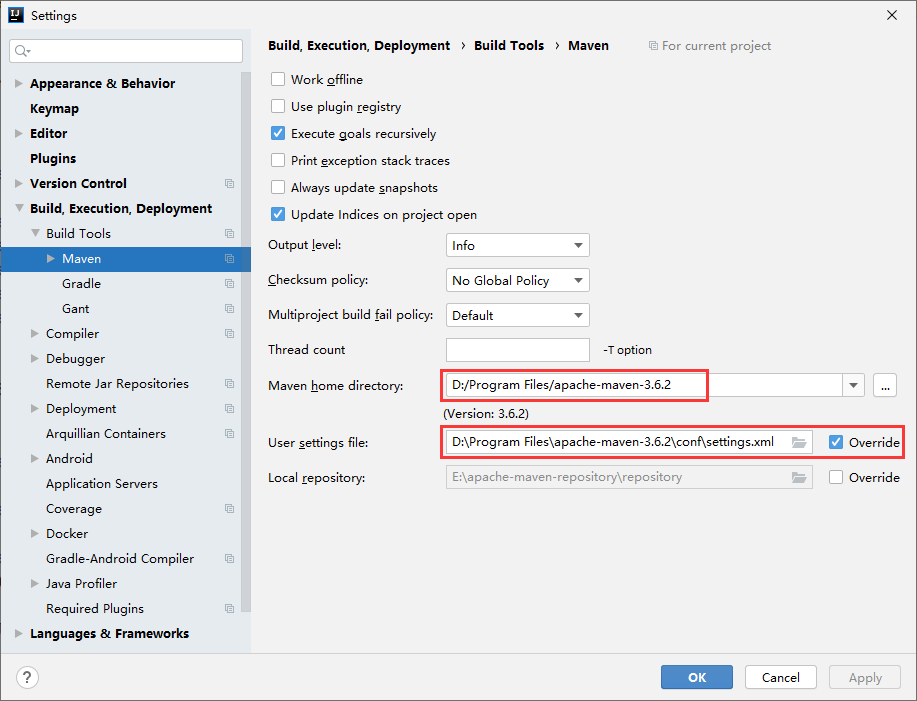 Settings
Appearance & Behavior
Keymap
Editor
Plugins
Version Control
Build, Execution, Deployment
Build Tools
Maven
Gradle
Gant
Compiler
Debugger
Remote Jar Repositories
Deployment
Arquillian Containers
Android
Application Servers
Coverage
Docker
Gradle-Android Compiler
Java Profiler
Required Plugins
Languages & Frameworks
Build, Execution, Deployment › Build Tools › Maven For current project
Work offline
Use plugin registry
Execute goals recursively
Print exception stack traces
Always update snapshots
Update Indices on project open
Output level: Info
Checksum policy: No Global Policy
Multiproject build fail policy: Default
Thread count -T option
Maven home directory: D:/Program Files/apache-maven-3.6.2 ...
(Version: 3.6.2)
User settings file: D:\Program Files\apache-maven-3.6.2\conf\settings.xml Override
Local repository: E:\apache-maven-repository\repository Override
? OK Cancel Apply